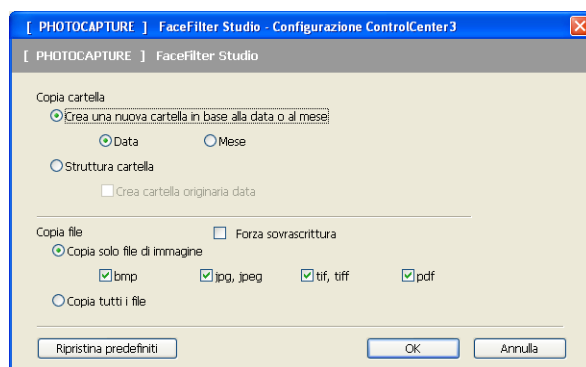 [ PHOTOCAPTURE ] FaceFilter Studio - Configurazione ControlCenter3
[ PHOTOCAPTURE ] FaceFilter Studio
Copia cartella
Crea una nuova cartella in base alla data o al mese
Data Mese
Struttura cartella
Crea cartella originaria data
Copia file Forza sovrascrittura
Copia solo file di immagine
bmp jpg, jpeg tif, tiff pdf
Copia tutti i file
Ripristina predefiniti OK Annulla